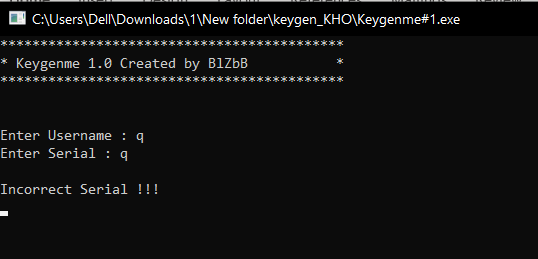 C:\Users\Dell\Downloads\1\New folder\keygen_KHO\Keygenme#1.exe
*******************************************
* Keygenme 1.0 Created by BlZbB           *
*******************************************
Enter Username : q
Enter Serial : q
Incorrect Serial !!!